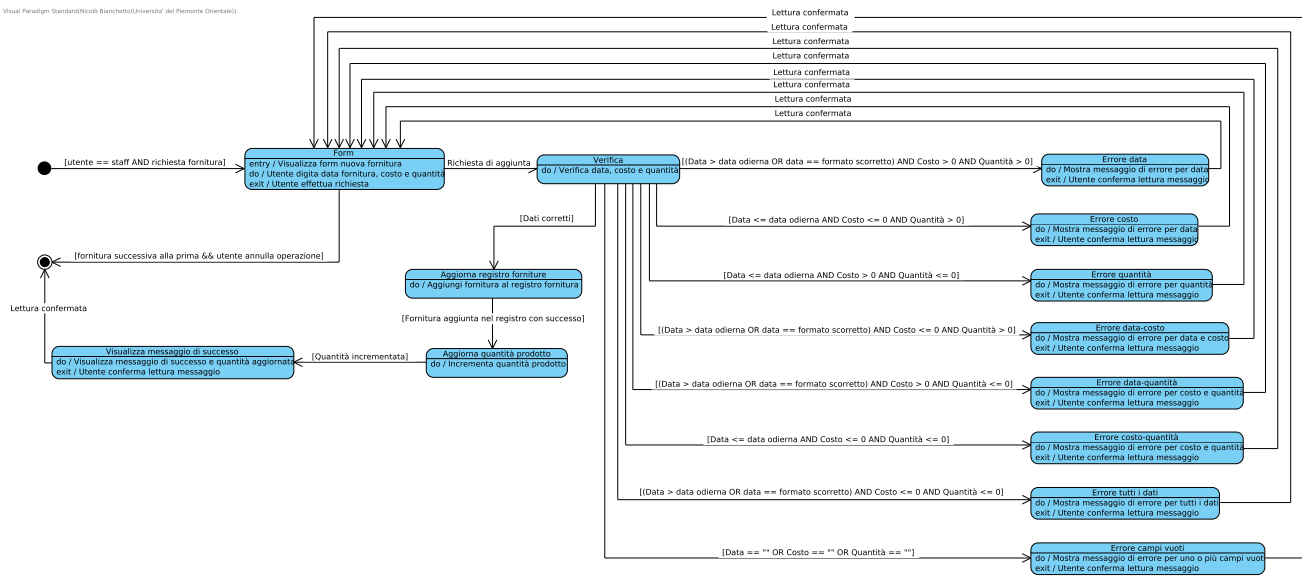 Visual Paradigm Standard(Nicolò Bianchetto(Universita' del Piemonte Orientale))
Lettura confermata
Lettura confermata
Lettura confermata
Lettura confermata
Lettura confermata
Lettura confermata
Lettura confermata
Lettura confermata
[utente == staff AND richiesta fornitura]
Form
entry / Visualizza form nuova fornitura
do / Utente digita data fornitura, costo e quantità
exit / Utente effettua richiesta
Richiesta di aggiunta
Verifica
do / Verifica data, costo e quantità
[(Data > data odierna OR data == formato scorretto) AND Costo > 0 AND Quantità > 0]
Errore data
do / Mostra messaggio di errore per data
exit / Utente conferma lettura messaggio
[Dati corretti]
[Data <= data odierna AND Costo <= 0 AND Quantità > 0]
Errore costo
do / Mostra messaggio di errore per data
exit / Utente conferma lettura messaggio
[fornitura successiva alla prima && utente annulla operazione]
Aggiorna registro forniture
do / Aggiungi fornitura al registro fornitura
[Data <= data odierna AND Costo > 0 AND Quantità <= 0]
Errore quantità
do / Mostra messaggio di errore per quantità
exit / Utente conferma lettura messaggio
Lettura confermata
[Fornitura aggiunta nel registro con successo]
[(Data > data odierna OR data == formato scorretto) AND Costo <= 0 AND Quantità > 0]
Errore data-costo
do / Mostra messaggio di errore per data e costo
exit / Utente conferma lettura messaggio
Visualizza messaggio di successo
do / Visualizza messaggio di successo e quantità aggiornata
exit / Utente conferma lettura messaggio
[Quantità incrementata]
Aggiorna quantità prodotto
do / Incrementa quantità prodotto
[(Data > data odierna OR data == formato scorretto) AND Costo > 0 AND Quantità <= 0]
Errore data-quantità
do / Mostra messaggio di errore per costo e quantità
exit / Utente conferma lettura messaggio
[Data <= data odierna AND Costo <= 0 AND Quantità <= 0]
Errore costo-quantità
do / Mostra messaggio di errore per costo e quantità
exit / Utente conferma lettura messaggio
[(Data > data odierna OR data == formato scorretto) AND Costo <= 0 AND Quantità <= 0]
Errore tutti i dati
do / Mostra messaggio di errore per tutti i dati
exit / Utente conferma lettura messaggio
[Data == "" OR Costo == "" OR Quantità == ""]
Errore campi vuoti
do / Mostra messaggio di errore per uno o più campi vuoti
exit / Utente conferma lettura messaggio